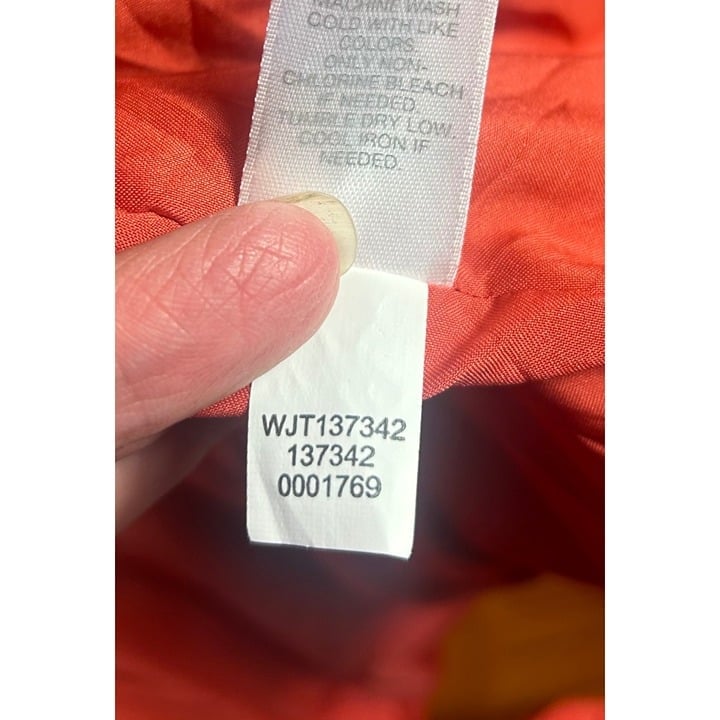 MACHINE WASH
COLD WITH LIKE
COLORS.
ONLY NON-
CHLORINE BLEACH
IF NEEDED.
TUMBLE DRY LOW.
COOL IRON IF
NEEDED.
WJT137342
137342
0001769